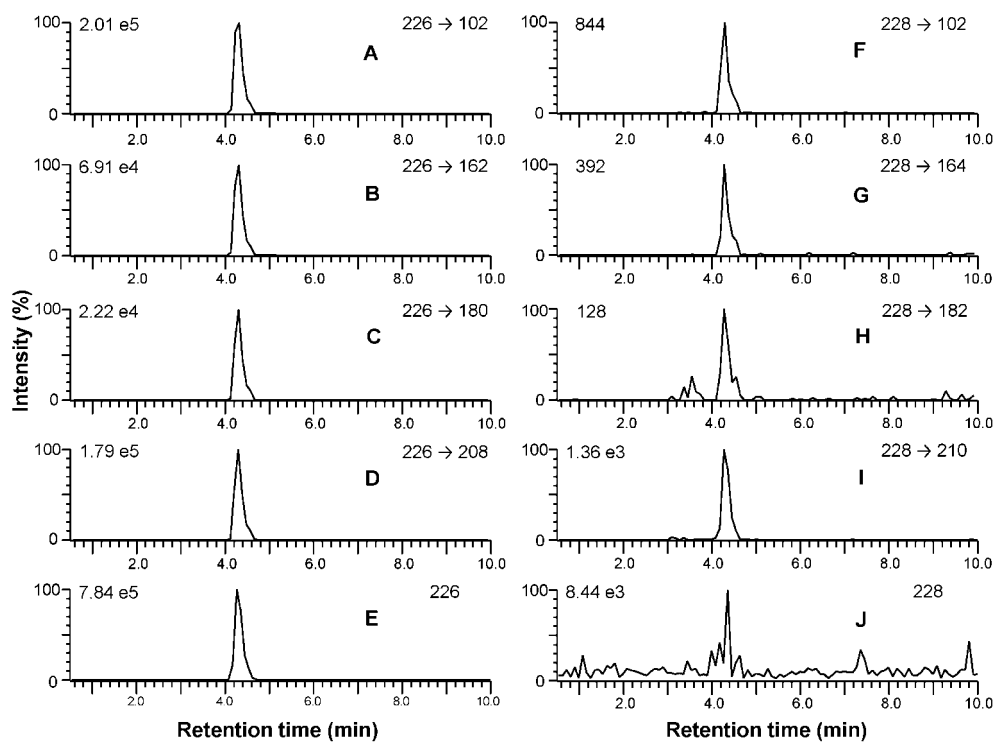 100 2.01 e5 226 → 102
A
0
2.0 4.0 6.0 8.0 10.0
100 6.91 e4 226 → 162
B
0
2.0 4.0 6.0 8.0 10.0
100 2.22 e4 226 → 180
C
0
2.0 4.0 6.0 8.0 10.0
100 1.79 e5 226 → 208
D
0
2.0 4.0 6.0 8.0 10.0
100 7.84 e5 226
E
0
2.0 4.0 6.0 8.0 10.0
Intensity (%)
Retention time (min)
100 844 228 → 102
F
0
2.0 4.0 6.0 8.0 10.0
100 392 228 → 164
G
0
2.0 4.0 6.0 8.0 10.0
100 128 228 → 182
H
0
2.0 4.0 6.0 8.0 10.0
100 1.36 e3 228 → 210
I
0
2.0 4.0 6.0 8.0 10.0
100 8.44 e3 228
J
0
2.0 4.0 6.0 8.0 10.0
Retention time (min)